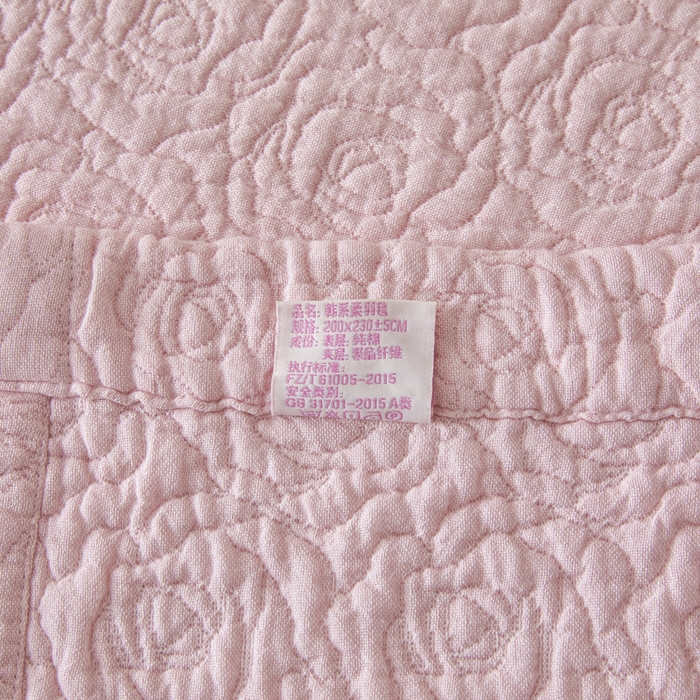 品名: 韩系柔羽毯
规格: 200X230±5CM
成份: 表层: 纯棉
夹层: 聚酯纤维
执行标准:
FZ/T 61005-2015
安全类别:
GB 31701-2015 A类